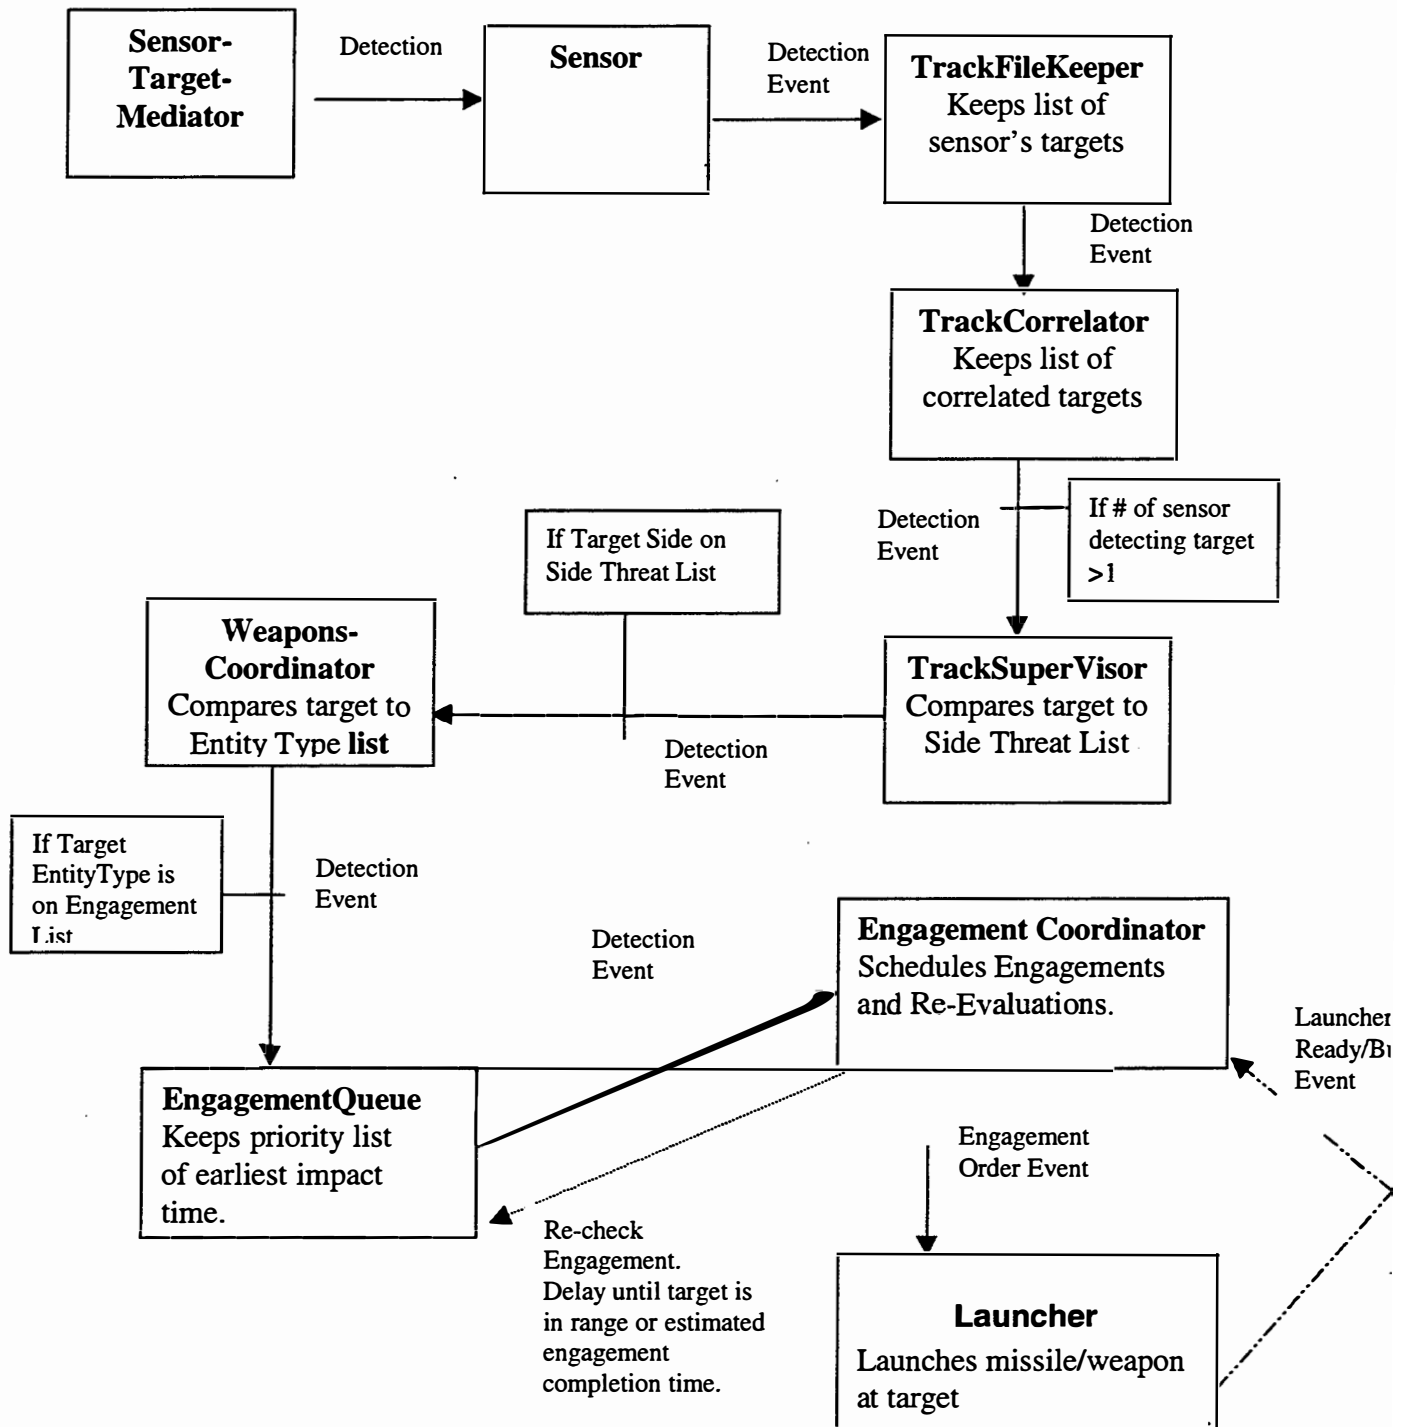 Sensor-
Target-
Mediator
Detection
Sensor
Detection
Event
TrackFileKeeper
Keeps list of
sensor's targets
Detection
Event
TrackCorrelator
Keeps list of
correlated targets
Detection
Event
If # of sensor
detecting target
>1
If Target Side on
Side Threat List
Weapons-
Coordinator
Compares target to
Entity Type list
TrackSuperVisor
Compares target to
Side Threat List
Detection
Event
If Target
EntityType is
on Engagement
List
Detection
Event
Detection
Event
Engagement Coordinator
Schedules Engagements
and Re-Evaluations.
Launcher
Ready/
Event
EngagementQueue
Keeps priority list
of earliest impact
time.
Engagement
Order Event
Re-check
Engagement.
Delay until target is
in range or estimated
engagement
completion time.
Launcher
Launches missile/weapon
at target